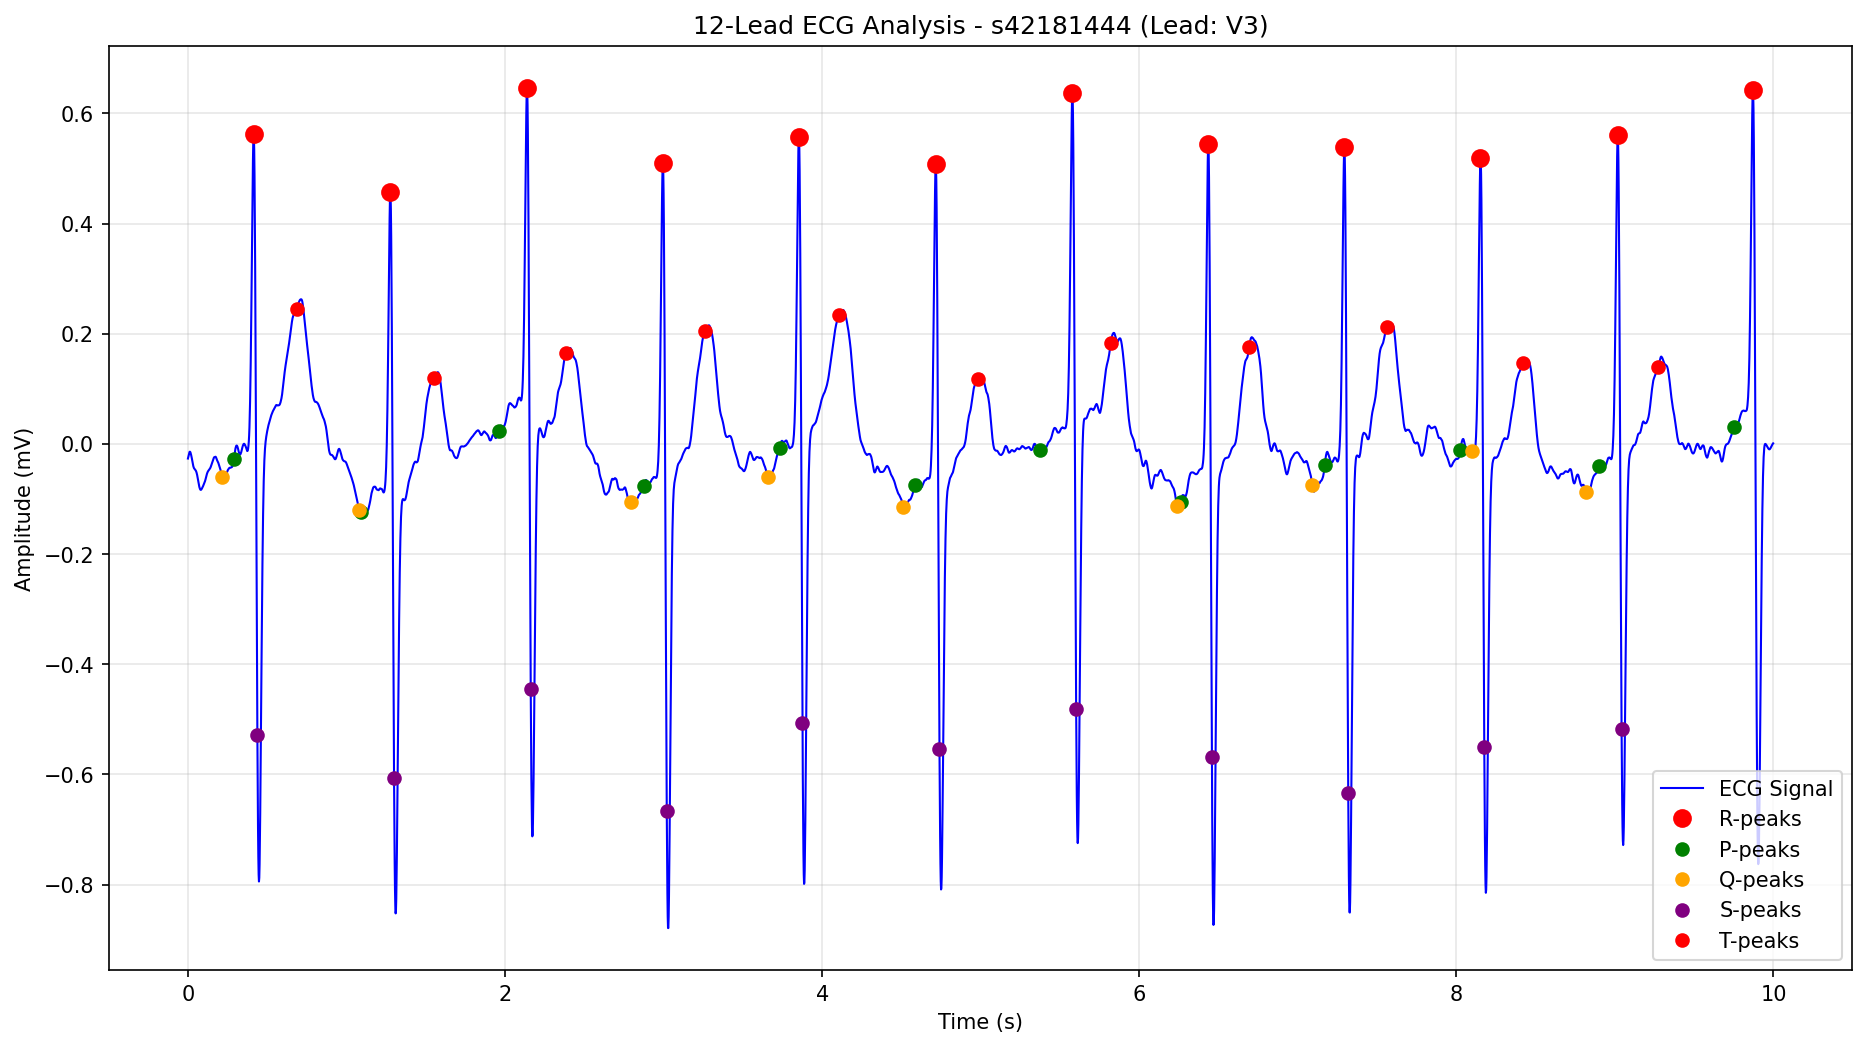 12-Lead ECG Analysis - s42181444 (Lead: V3)
Amplitude (mV)
0.6
0.4
0.2
0.0
−0.2
−0.4
−0.6
−0.8
0 2 4 6 8 10
Time (s)
ECG Signal
R-peaks
P-peaks
Q-peaks
S-peaks
T-peaks